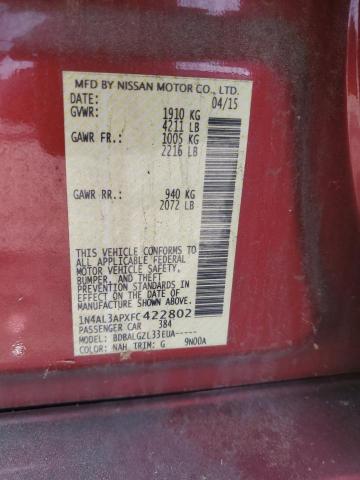 MFD BY NISSAN MOTOR CO., LTD.
DATE: 04/15
GVWR: 1910 KG
4211 LB
GAWR FR.: 1005 KG
2216 LB
GAWR RR.: 940 KG
2072 LB
THIS VEHICLE CONFORMS
TO ALL APPLICABLE FEDERAL
MOTOR VEHICLE SAFETY,
BUMPER, AND THEFT
PREVENTION STANDARDS IN
EFFECT ON THE DATE OF
MANUFACTURE SHOWN ABOVE.
1N4AL3APXFC422802
PASSENGER CAR 384
MODEL: BDBALGZL33EUA-----
COLOR: NAH TRIM: G 9N00A